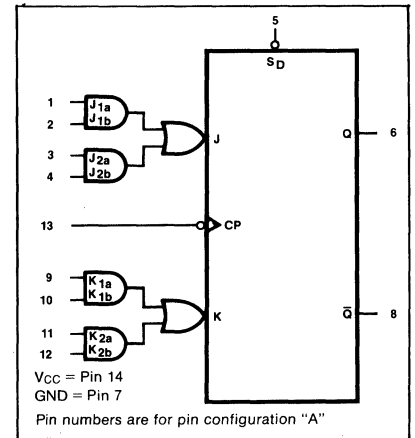 5
S_D
1 J1a
2 J1b
J
Q 6
3 J2a
4 J2b
13 CP
9 K1a
10 K1b
K
Q̅ 8
11 K2a
12 K2b
VCC = Pin 14
GND = Pin 7
Pin numbers are for pin configuration "A"